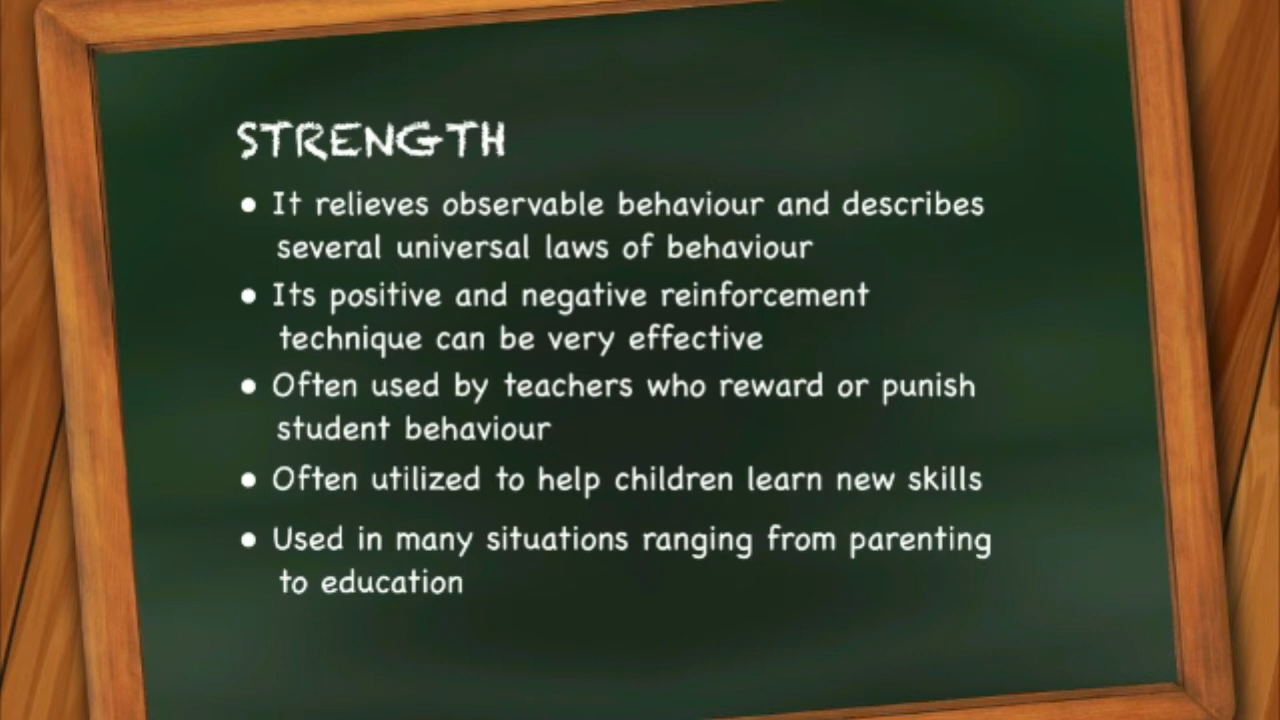 STRENGTH
• It relieves observable behaviour and describes
several universal laws of behaviour
• Its positive and negative reinforcement
technique can be very effective
• Often used by teachers who reward or punish
student behaviour
• Often utilized to help children learn new skills
• Used in many situations ranging from parenting
to education